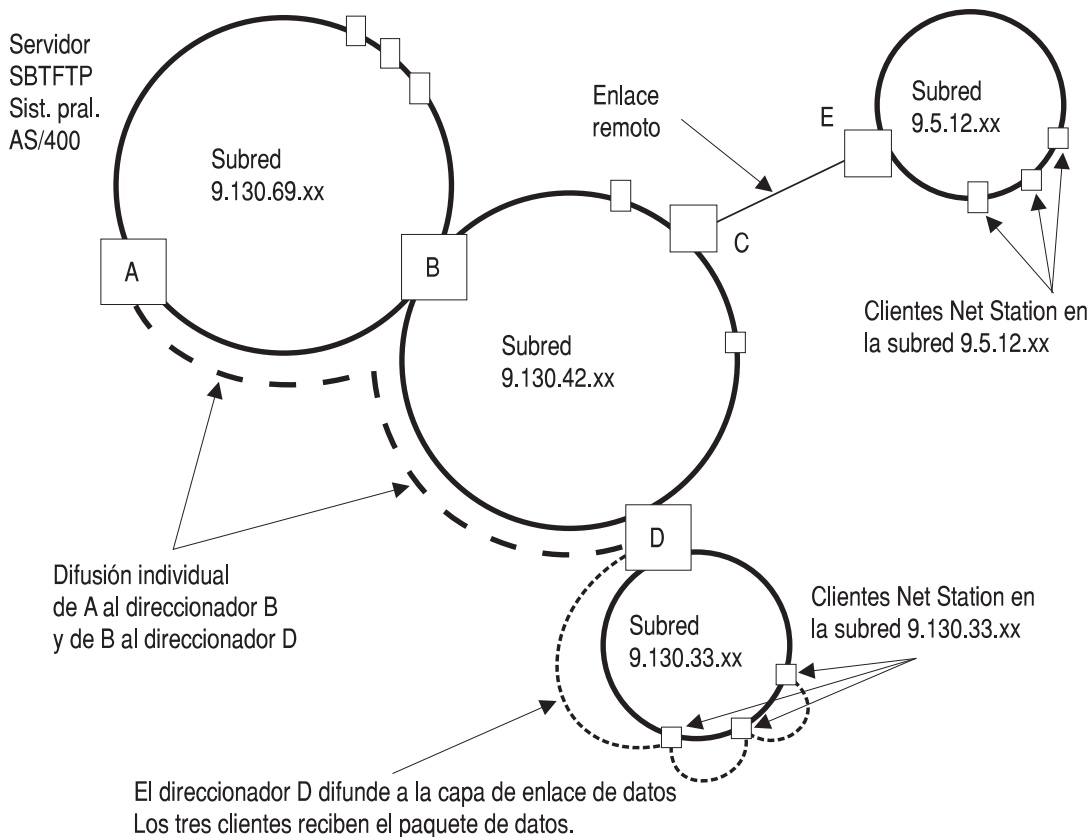 Servidor
SBTFTP
Sist. pral.
AS/400
Subred
9.130.69.xx
A
B
Enlace
remoto
E
Subred
9.5.12.xx
C
Clientes Net Station en
la subred 9.5.12.xx
Subred
9.130.42.xx
D
Difusión individual
de A al direccionador B
y de B al direccionador D
Subred
9.130.33.xx
Clientes Net Station en
la subred 9.130.33.xx
El direccionador D difunde a la capa de enlace de datos
Los tres clientes reciben el paquete de datos.